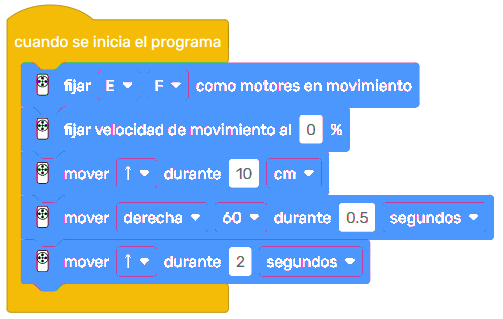 cuando se inicia el programa
fijar E F como motores en movimiento
fijar velocidad de movimiento al 0 %
mover ↑ durante 10 cm
mover derecha 60 durante 0.5 segundos
mover ↑ durante 2 segundos